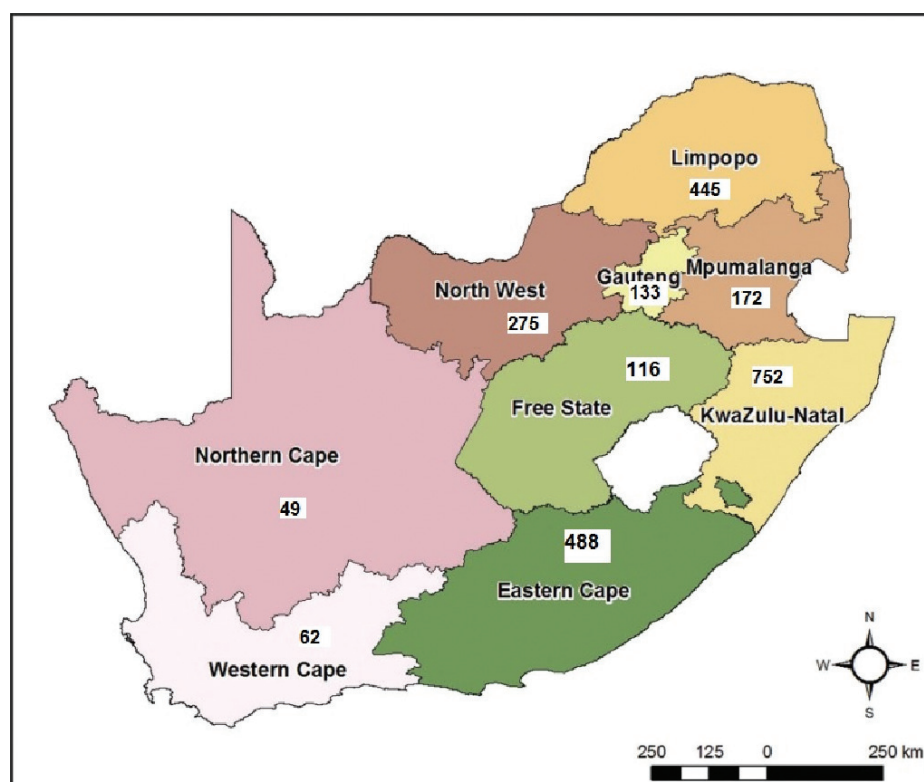 Limpopo
445
Mpumalanga
172
Gauteng
133
North West
275
116
Free State
752
KwaZulu-Natal
Northern Cape
49
488
Eastern Cape
62
Western Cape
N
W E
S
250 125 0 250 km